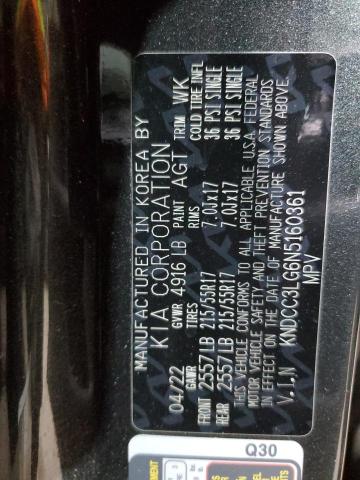 MANUFACTURED IN KOREA BY
KIA CORPORATION
04/22 GVWR 4916 LB PAINT AGT TRIM WK
GAWR TIRES RIMS COLD TIRE INFL
FRONT 2557 LB 215/55R17 7.0Jx17 36 PSI SINGLE
REAR 2557 LB 215/55R17 7.0Jx17 36 PSI SINGLE
THIS VEHICLE CONFORMS TO ALL APPLICABLE U.S.A. FEDERAL
MOTOR VEHICLE SAFETY AND THEFT PREVENTION STANDARDS
IN EFFECT ON THE DATE OF MANUFACTURE SHOWN ABOVE.
V.I.N KNDCC3LG6N5160361
MPV
Q30